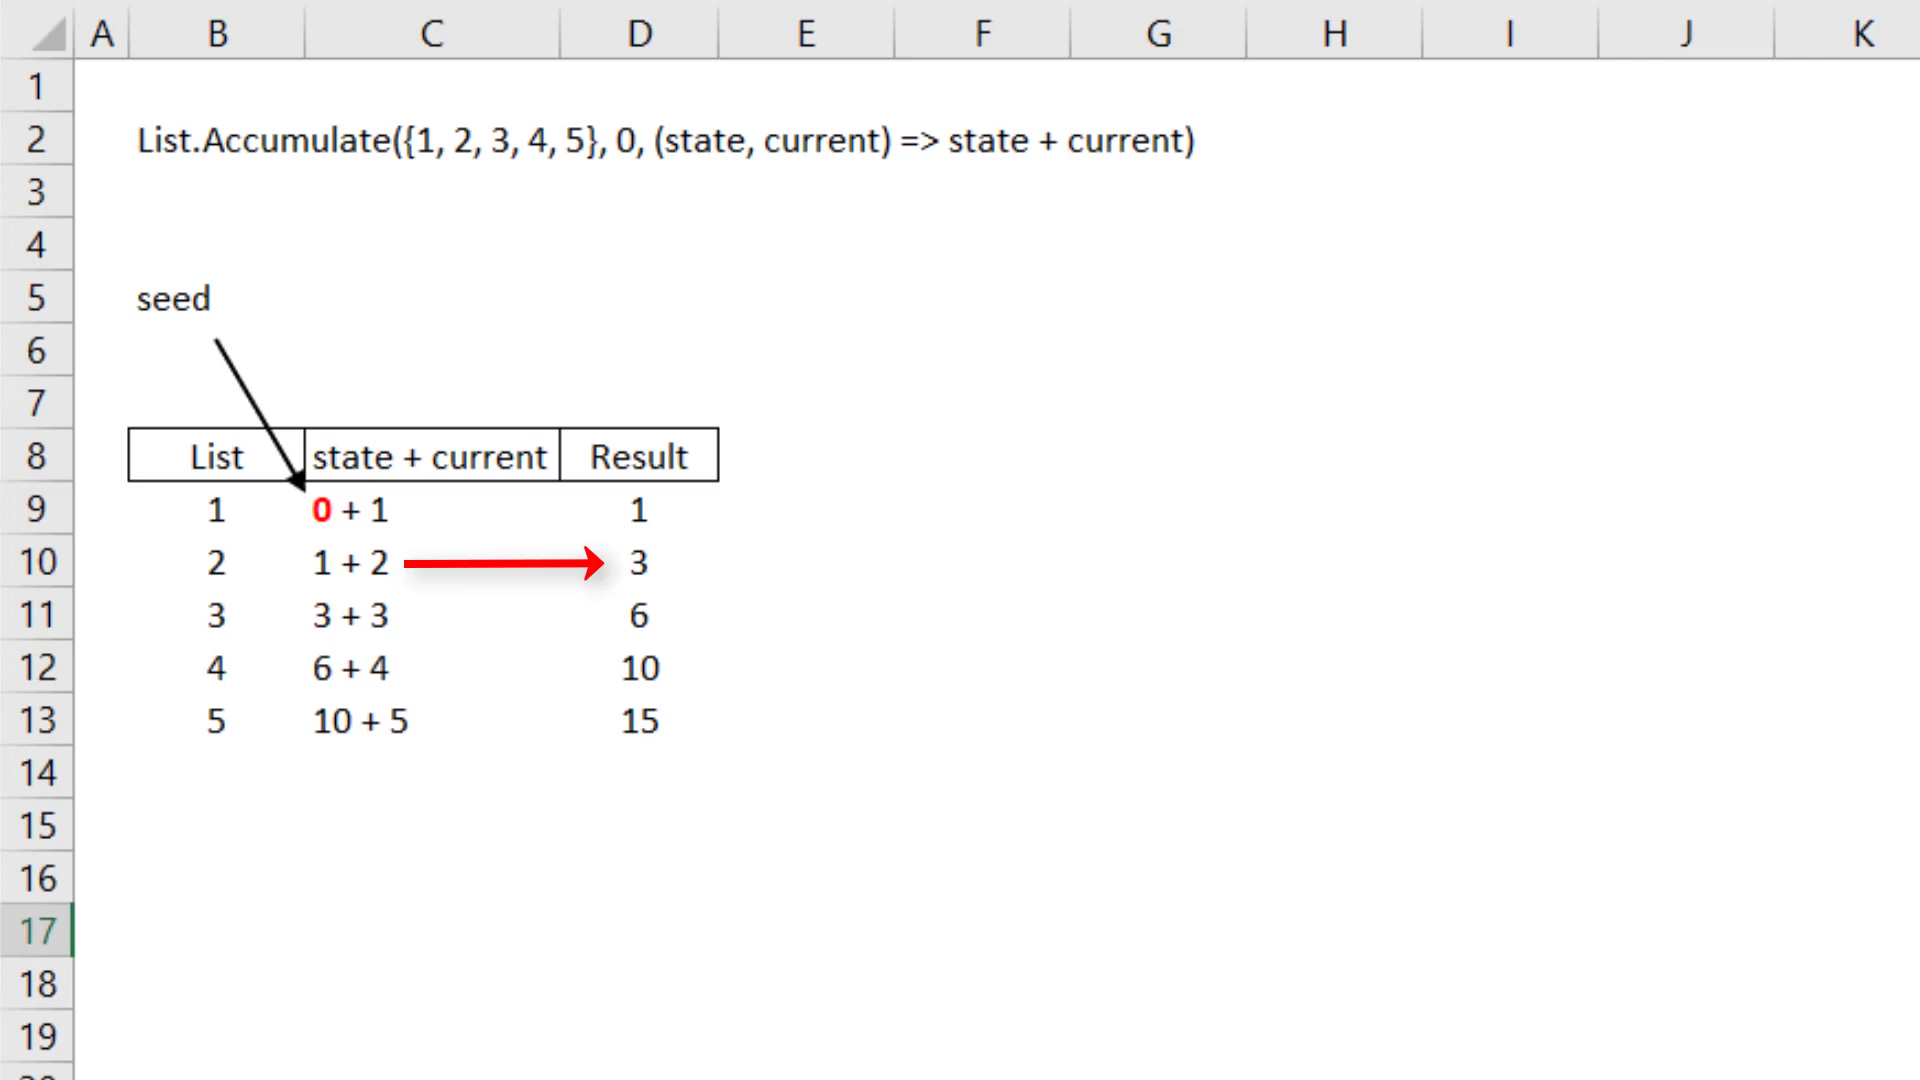 A B C D E F G H I J K
1
2 List.Accumulate({1, 2, 3, 4, 5}, 0, (state, current) => state + current)
3
4
5 seed
6
7
8 List state + current Result
9 1 0 + 1 1
10 2 1 + 2 3
11 3 3 + 3 6
12 4 6 + 4 10
13 5 10 + 5 15
14
15
16
17
18
19